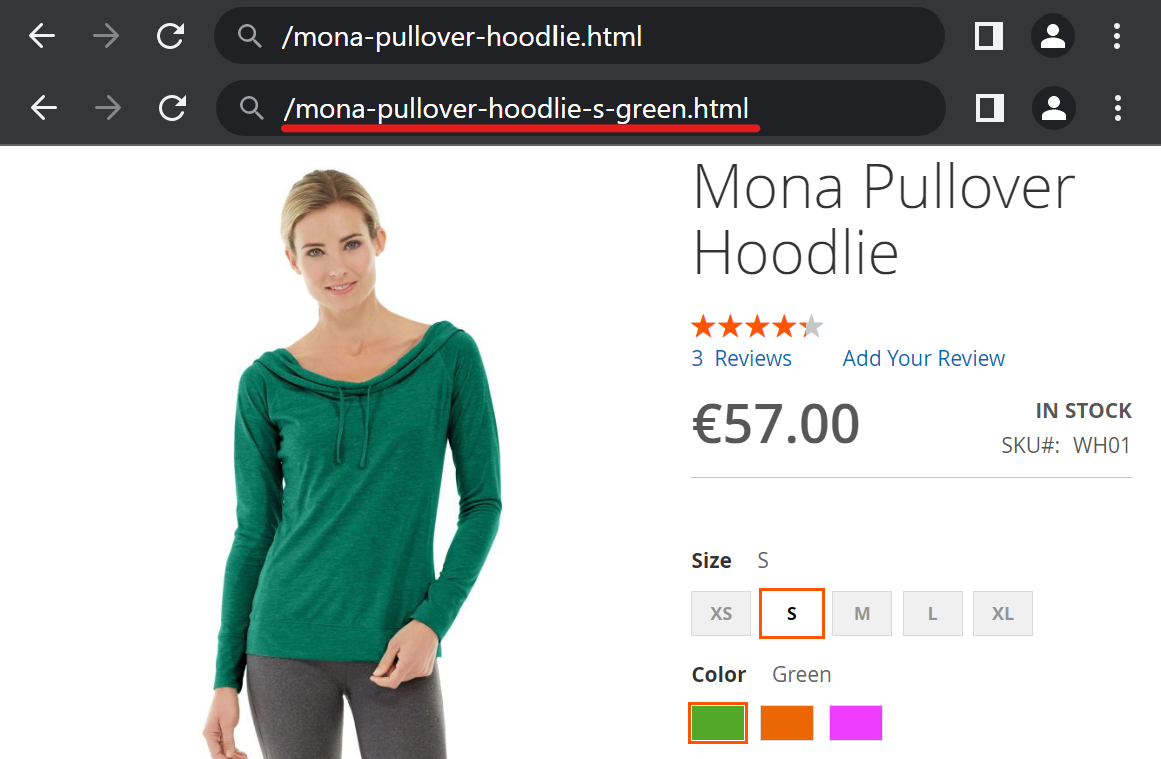 /mona-pullover-hoodlie.html
/mona-pullover-hoodlie-s-green.html
Mona Pullover
Hoodlie
3 Reviews Add Your Review
€57.00
IN STOCK
SKU#: WH01
Size S
XS S M L XL
Color Green